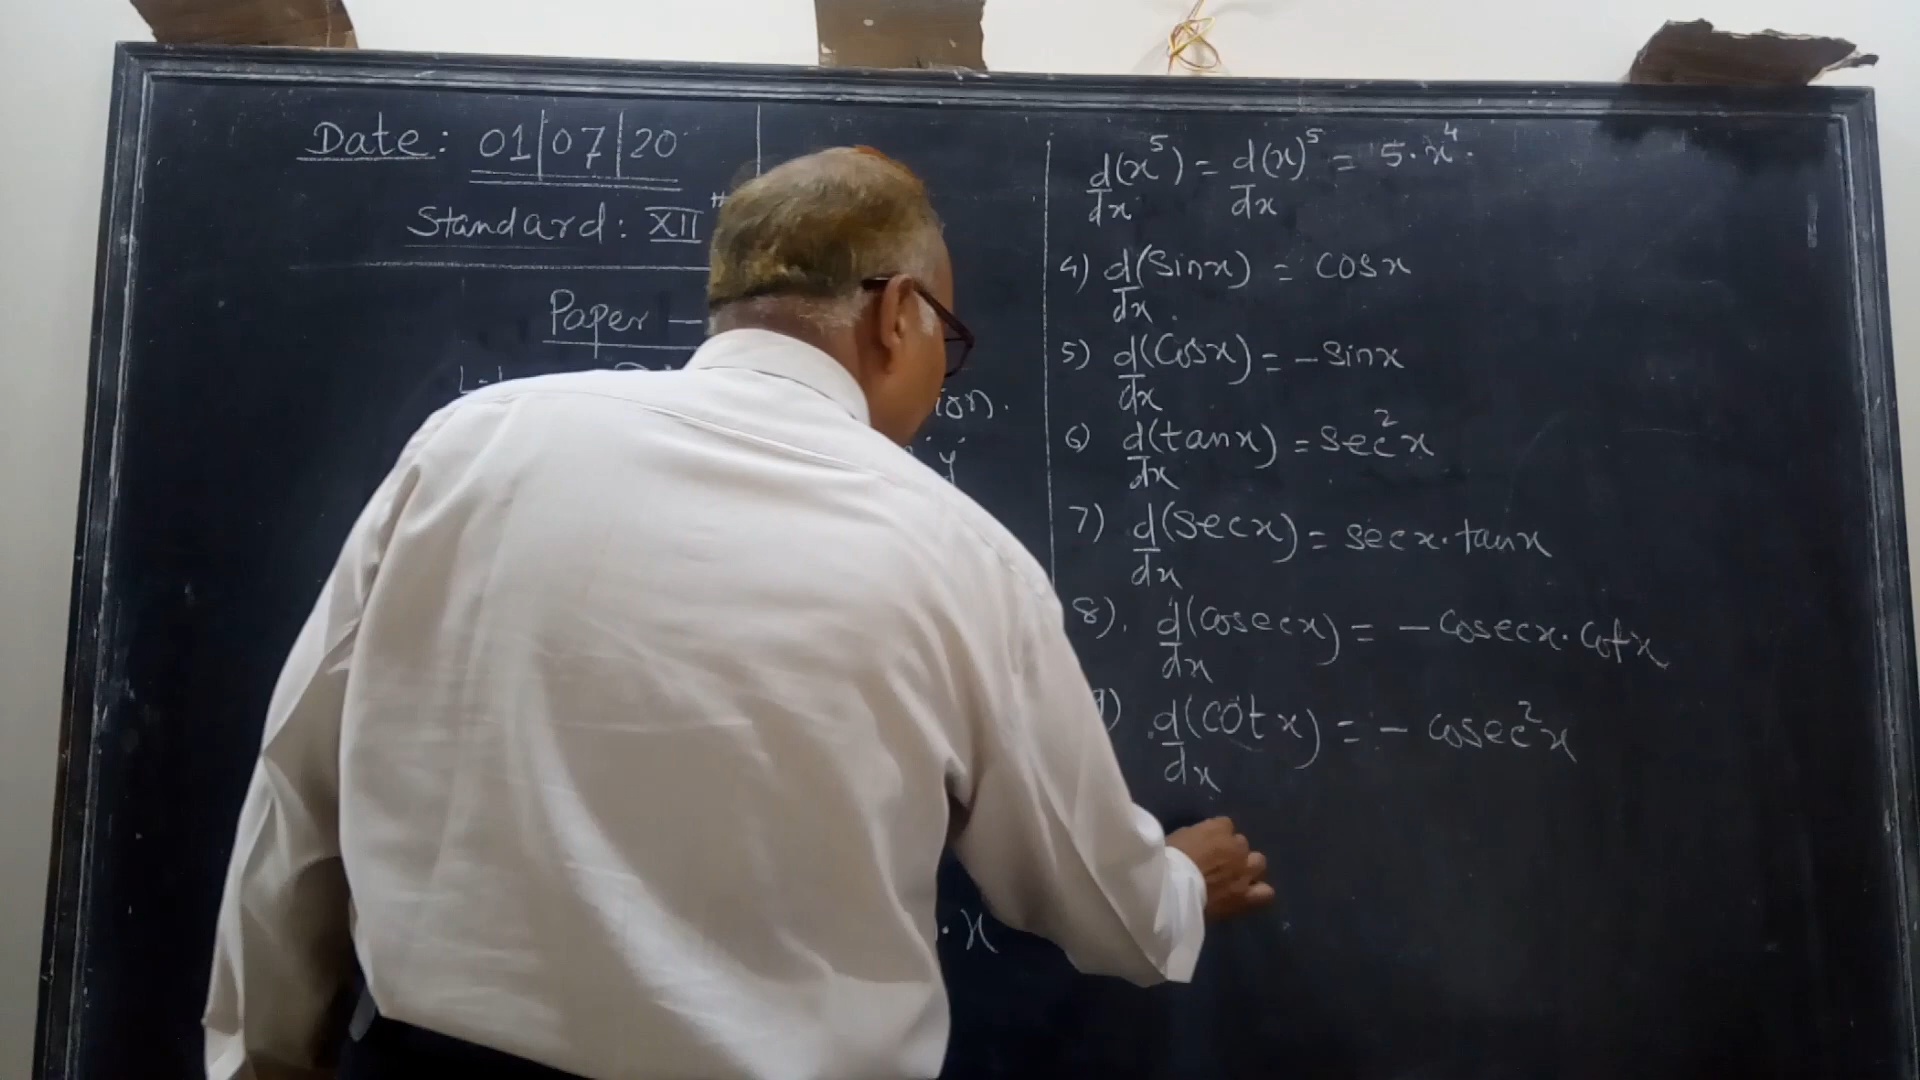 Date: 01|07|20
Standard: XII
Paper —
ion.
y
· x
d/dx (x⁵) = d/dx (x)⁵ = 5·x⁴.
4) d/dx (sinx) = cosx
5) d/dx (cosx) = -sinx
6) d/dx (tanx) = sec²x
7) d/dx (secx) = secx·tanx
8). d/dx (cosecx) = -cosecx·cotx
9) d/dx (cotx) = - cosec²x